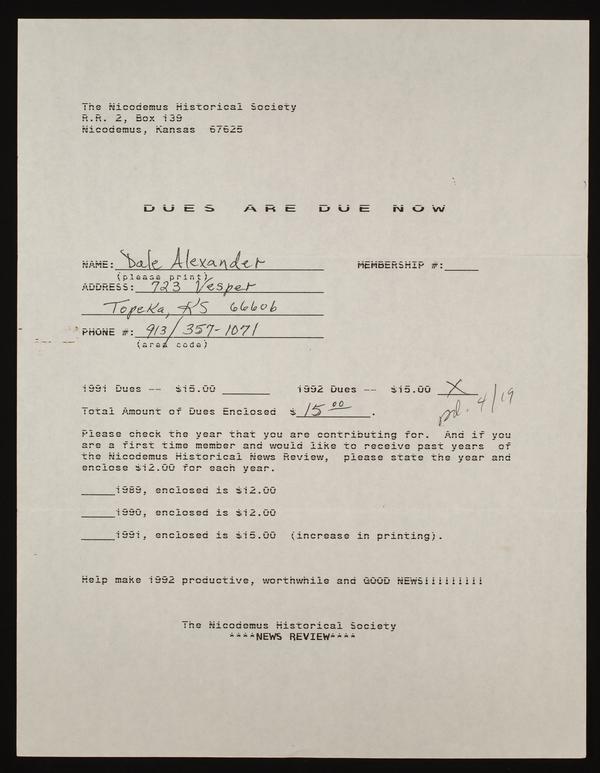 The Nicodemus Historical Society
R.R. 2, Box 139
Nicodemus, Kansas 67625
DUES ARE DUE NOW
NAME: Dale Alexander MEMBERSHIP #:_____
(please print)
ADDRESS: 723 Vesper
Topeka, KS 66606
PHONE #: 913/357-1071
(area code)
1991 Dues -- $15.00 ________ 1992 Dues -- $15.00 X
pd. 4/19
Total Amount of Dues Enclosed $ 15 00.
Please check the year that you are contributing for. And if you
are a first time member and would like to receive past years of
the Nicodemus Historical News Review, please state the year and
enclose $12.00 for each year.
_____1989, enclosed is $12.00
_____1990, enclosed is $12.00
_____1991, enclosed is $15.00 (increase in printing).
Help make 1992 productive, worthwhile and GOOD NEWS!!!!!!!!!
The Nicodemus Historical Society
****NEWS REVIEW****